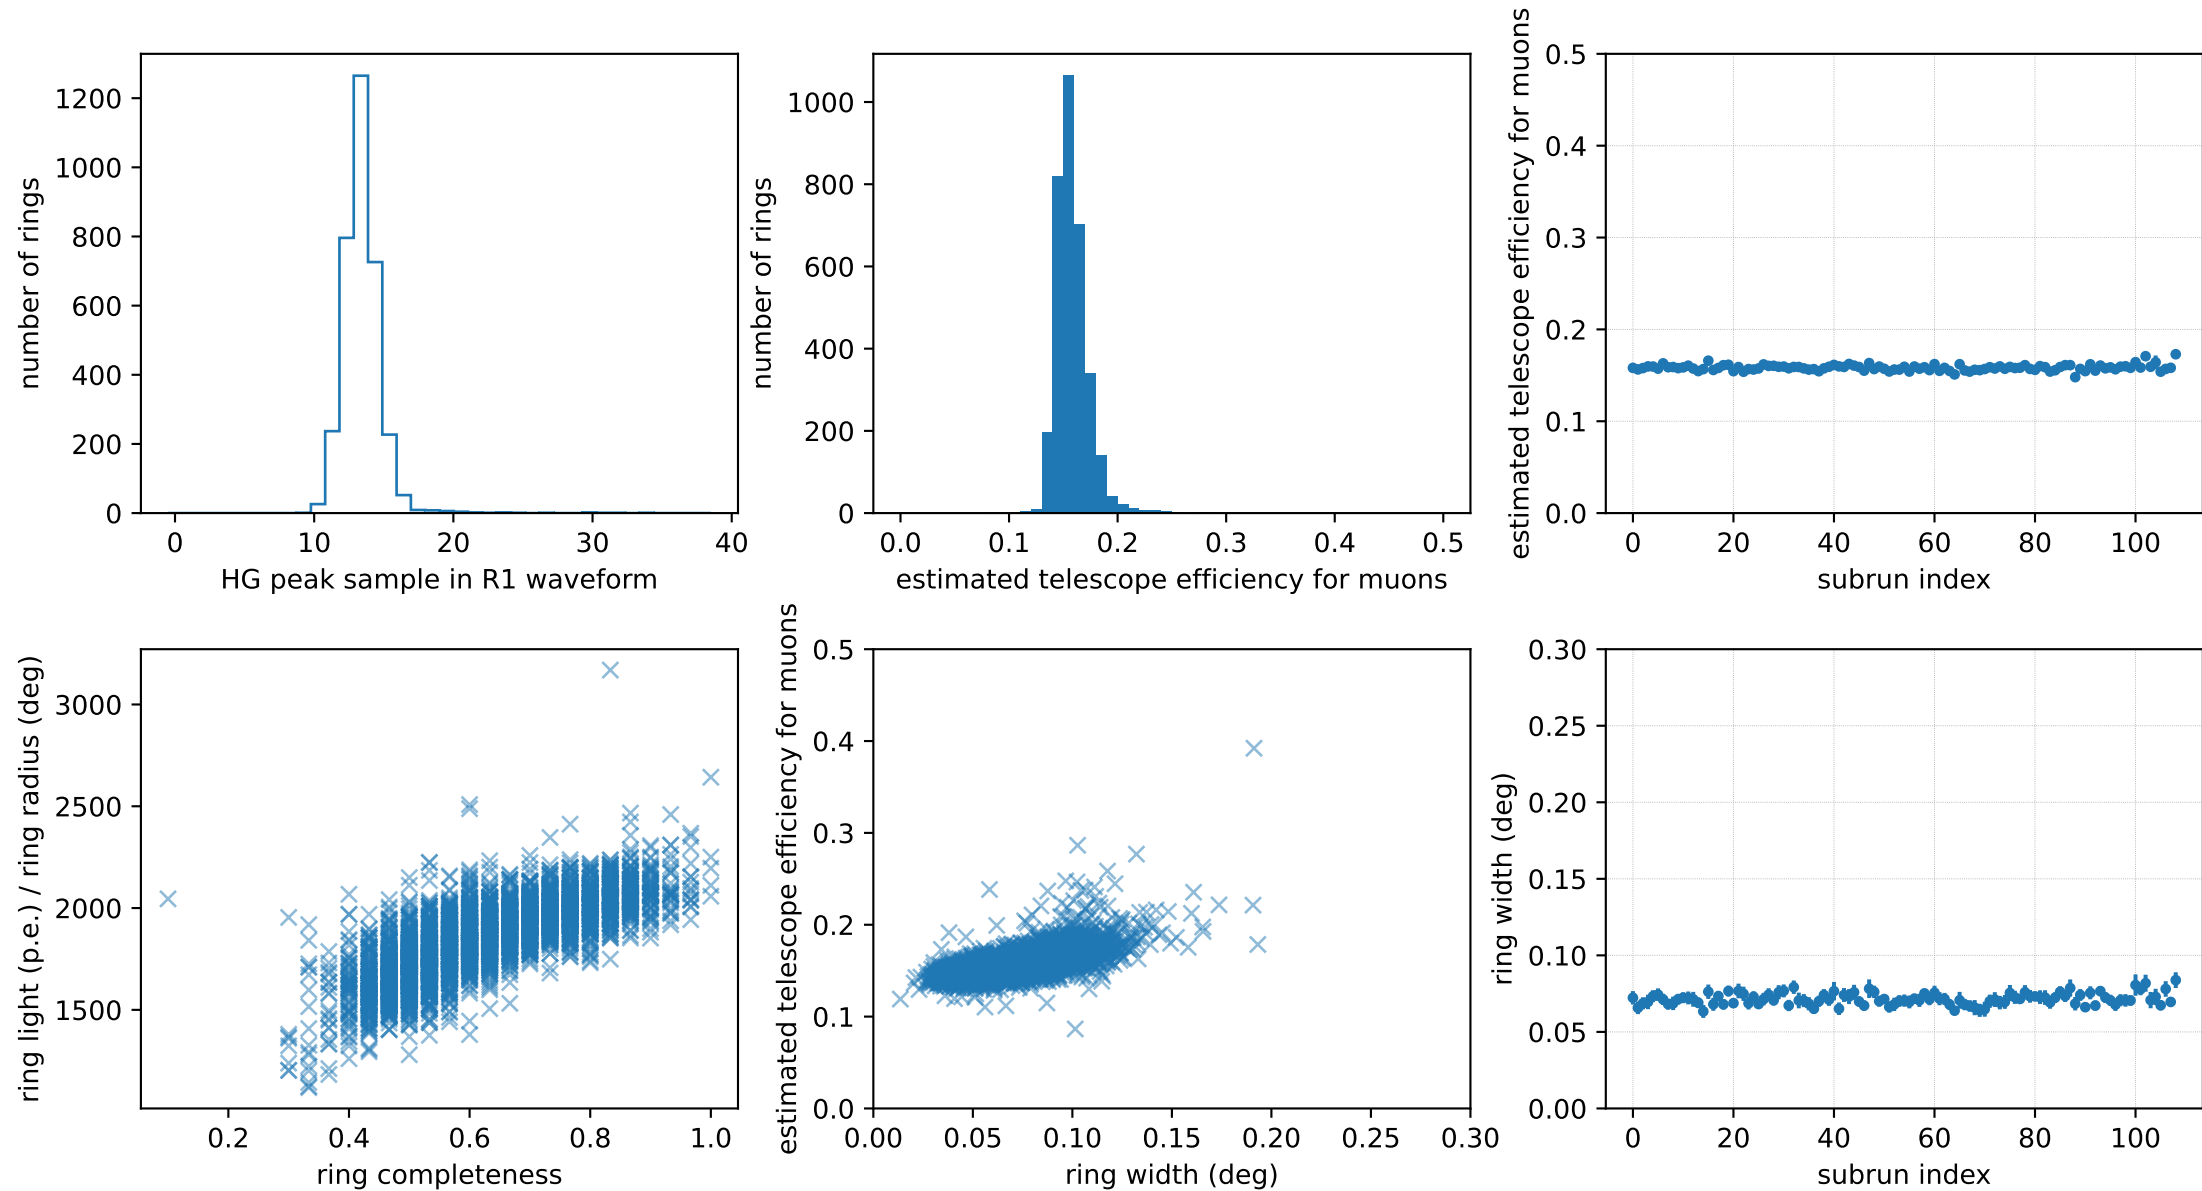 number of rings
1200
1000
800
600
400
200
0
0 10 20 30 40
HG peak sample in R1 waveform
number of rings
1000
800
600
400
200
0
0.0 0.1 0.2 0.3 0.4 0.5
estimated telescope efficiency for muons
estimated telescope efficiency for muons
0.5
0.4
0.3
0.2
0.1
0.0
0 20 40 60 80 100
subrun index
ring light (p.e.) / ring radius (deg)
3000
2500
2000
1500
0.2 0.4 0.6 0.8 1.0
ring completeness
estimated telescope efficiency for muons
0.5
0.4
0.3
0.2
0.1
0.0
0.00 0.05 0.10 0.15 0.20 0.25 0.30
ring width (deg)
ring width (deg)
0.30
0.25
0.20
0.15
0.10
0.05
0.00
0 20 40 60 80 100
subrun index